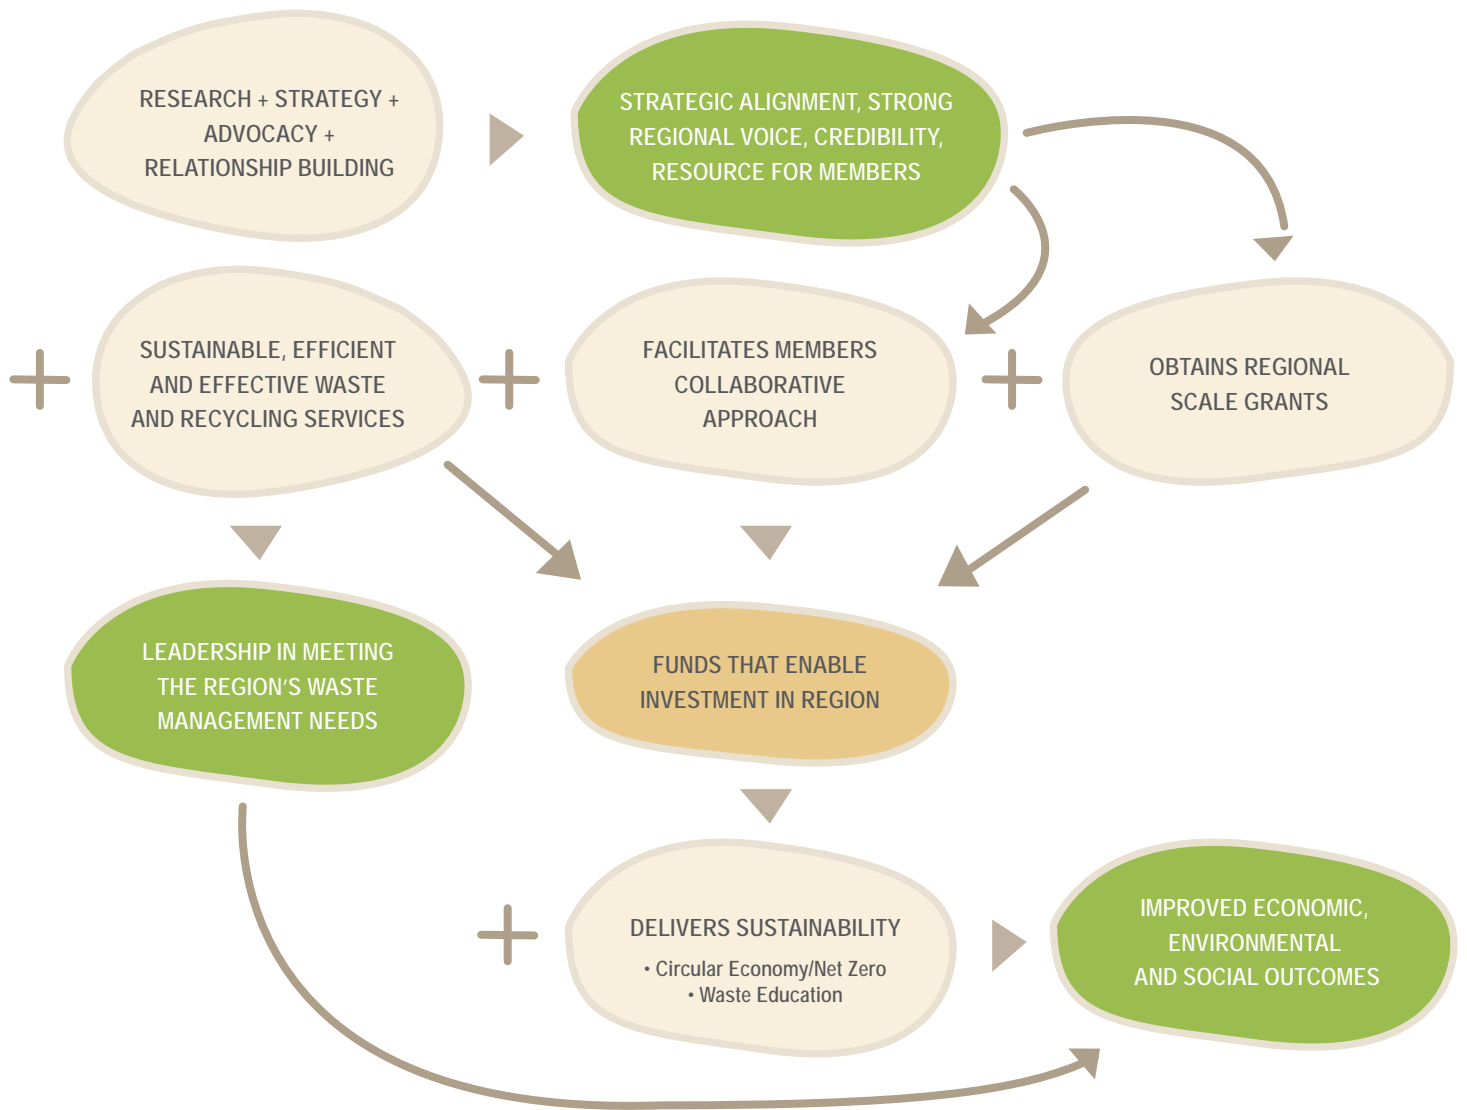 RESEARCH + STRATEGY +
ADVOCACY +
RELATIONSHIP BUILDING
STRATEGIC ALIGNMENT, STRONG
REGIONAL VOICE, CREDIBILITY,
RESOURCE FOR MEMBERS
SUSTAINABLE, EFFICIENT
AND EFFECTIVE WASTE
AND RECYCLING SERVICES
FACILITATES MEMBERS
COLLABORATIVE
APPROACH
OBTAINS REGIONAL
SCALE GRANTS
LEADERSHIP IN MEETING
THE REGION’S WASTE
MANAGEMENT NEEDS
FUNDS THAT ENABLE
INVESTMENT IN REGION
DELIVERS SUSTAINABILITY
• Circular Economy/Net Zero
• Waste Education
IMPROVED ECONOMIC,
ENVIRONMENTAL
AND SOCIAL OUTCOMES